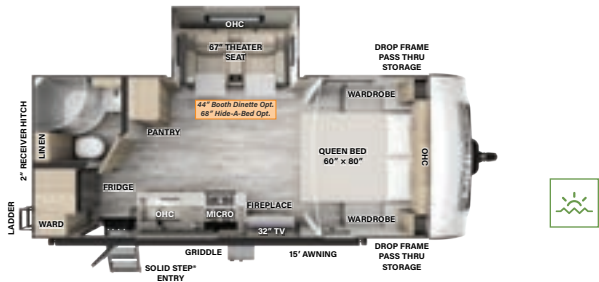 OHC
67" THEATER
SEAT
44" Booth Dinette Opt.
68" Hide-A-Bed Opt.
DROP FRAME
PASS THRU
STORAGE
WARDROBE
2" RECEIVER HITCH
LINEN
PANTRY
QUEEN BED
60" x 80"
OHC
FRIDGE
LADDER
WARD
OHC
MICRO
FIREPLACE
32" TV
WARDROBE
GRIDDLE
15' AWNING
SOLID STEP®
ENTRY
DROP FRAME
PASS THRU
STORAGE